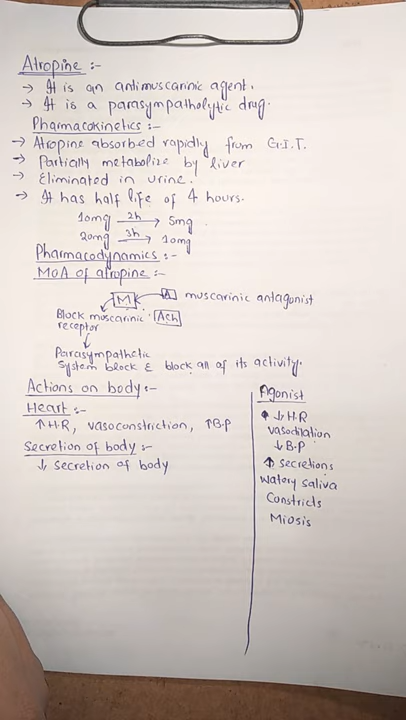 Atropine :-
→ It is an antimuscarinic agent.
→ It is a parasympatholytic drug.
Pharmacokinetics :-
→ Atropine absorbed rapidly from G.I.T.
→ Partially metabolize by liver
→ Eliminated in urine.
→ It has half life of 4 hours.
10mg 2h → 5mg
20mg 3h → 10mg
Pharmacodynamics :-
MoA of atropine :-
M ← A muscarinic antagonist
Block muscarinic Ach
receptor
Parasympathetic
System block & block all of its activity.
Actions on body :-
Heart :-
↑H.R, vasoconstriction, ↑B.P
Secretion of body :-
↓ secretion of body
Agonist
↓H.R
vasodilation
↓B.P
↑ secretions
watory saliva
Constricts
Miosis